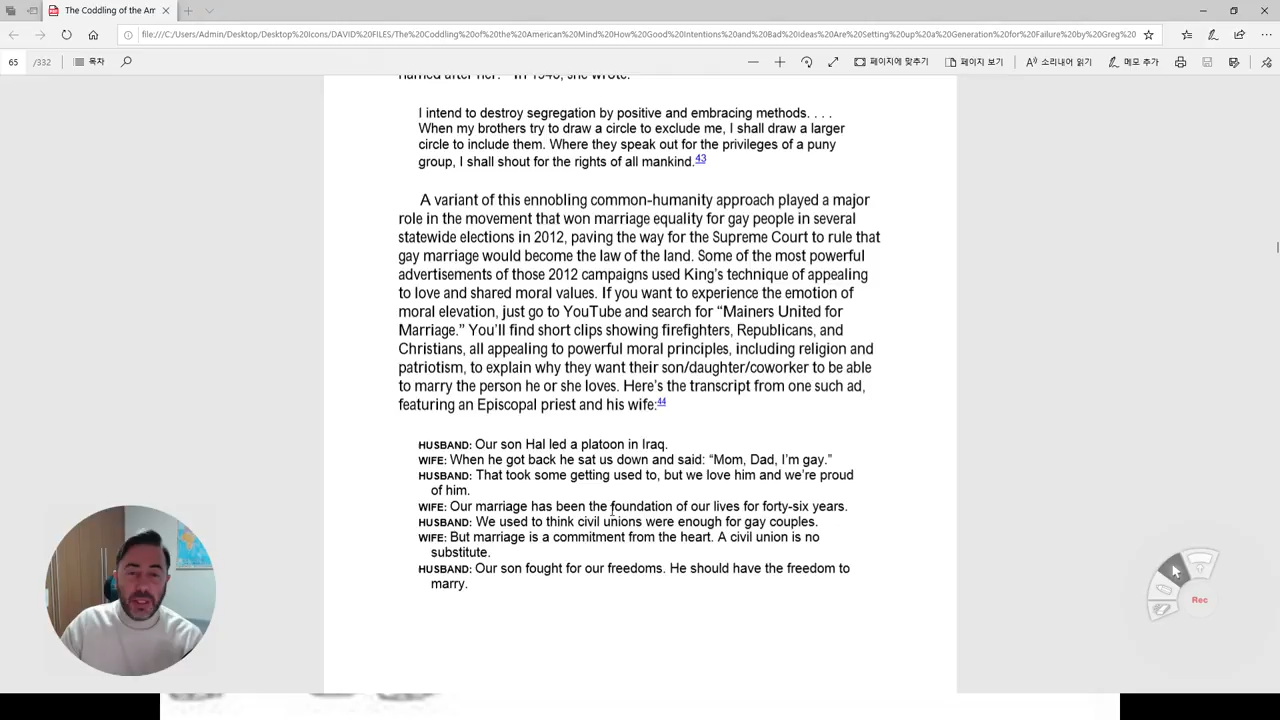 The Coddling of the Am
file:///C:/Users/Admin/Desktop/Desktop%20Icons/DAVID%20FILES/The%20Coddling%20of%20the%20American%20Mind%20How%20Good%20Intentions%20and%20Bad%20Ideas%20Are%20Setting%20up%20a%20Generation%20for%20Failure%20by%20Greg%20
65 /332 목차 페이지에 맞추기 페이지 보기 소리내어 읽기 메모 추가
named after her. In 1946, she wrote:
I intend to destroy segregation by positive and embracing methods. . . .
When my brothers try to draw a circle to exclude me, I shall draw a larger
circle to include them. Where they speak out for the privileges of a puny
group, I shall shout for the rights of all mankind.43
A variant of this ennobling common-humanity approach played a major
role in the movement that won marriage equality for gay people in several
statewide elections in 2012, paving the way for the Supreme Court to rule that
gay marriage would become the law of the land. Some of the most powerful
advertisements of those 2012 campaigns used King's technique of appealing
to love and shared moral values. If you want to experience the emotion of
moral elevation, just go to YouTube and search for “Mainers United for
Marriage.” You'll find short clips showing firefighters, Republicans, and
Christians, all appealing to powerful moral principles, including religion and
patriotism, to explain why they want their son/daughter/coworker to be able
to marry the person he or she loves. Here's the transcript from one such ad,
featuring an Episcopal priest and his wife:44
HUSBAND: Our son Hal led a platoon in Iraq.
WIFE: When he got back he sat us down and said: “Mom, Dad, I'm gay.”
HUSBAND: That took some getting used to, but we love him and we're proud
of him.
WIFE: Our marriage has been the foundation of our lives for forty-six years.
HUSBAND: We used to think civil unions were enough for gay couples.
WIFE: But marriage is a commitment from the heart. A civil union is no
substitute.
HUSBAND: Our son fought for our freedoms. He should have the freedom to
marry.
Rec